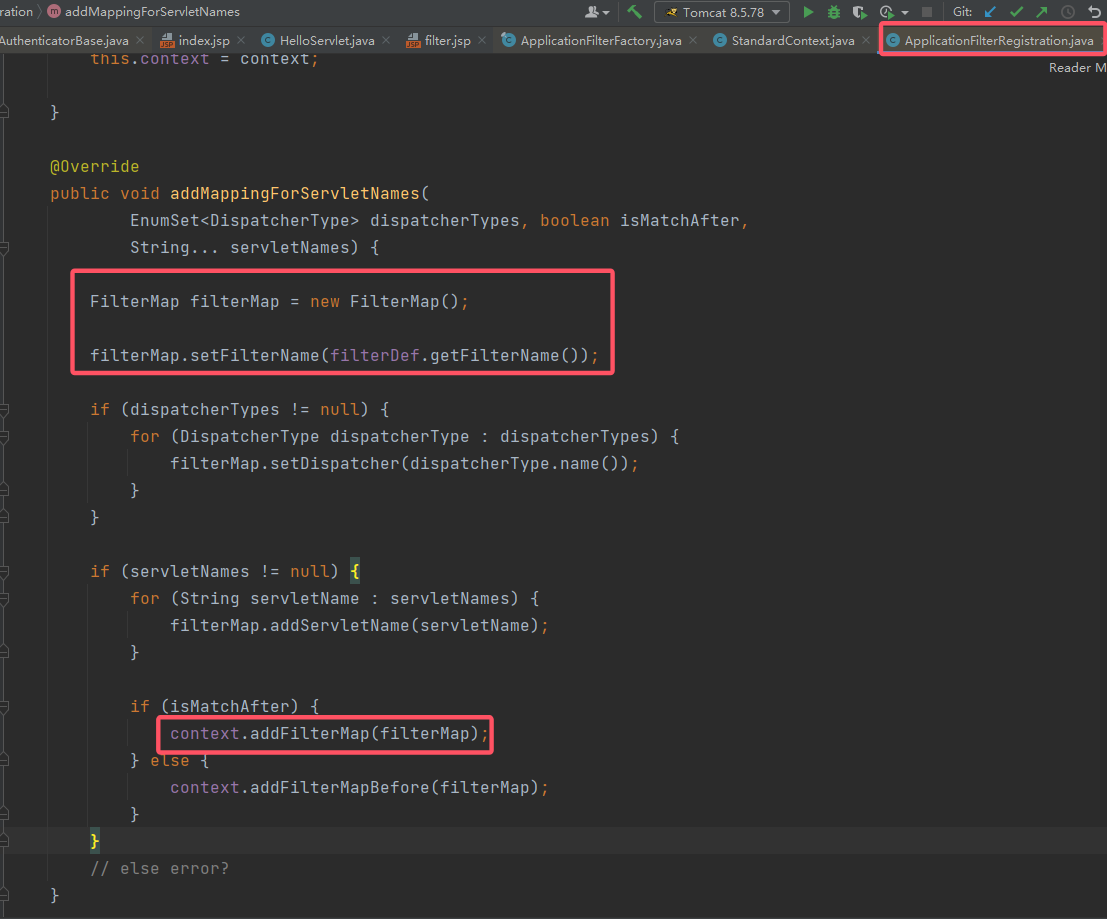 ration
addMappingForServletNames
Tomcat 8.5.78
Git:
AuthenticatorBase.java
index.jsp
HelloServlet.java
filter.jsp
ApplicationFilterFactory.java
StandardContext.java
ApplicationFilterRegistration.java
Reader M
this.context = context;
}
@Override
public void addMappingForServletNames(
EnumSet<DispatcherType> dispatcherTypes, boolean isMatchAfter,
String... servletNames) {
FilterMap filterMap = new FilterMap();
filterMap.setFilterName(filterDef.getFilterName());
if (dispatcherTypes != null) {
for (DispatcherType dispatcherType : dispatcherTypes) {
filterMap.setDispatcher(dispatcherType.name());
}
}
if (servletNames != null) {
for (String servletName : servletNames) {
filterMap.addServletName(servletName);
}
if (isMatchAfter) {
context.addFilterMap(filterMap);
} else {
context.addFilterMapBefore(filterMap);
}
}
// else error?
}